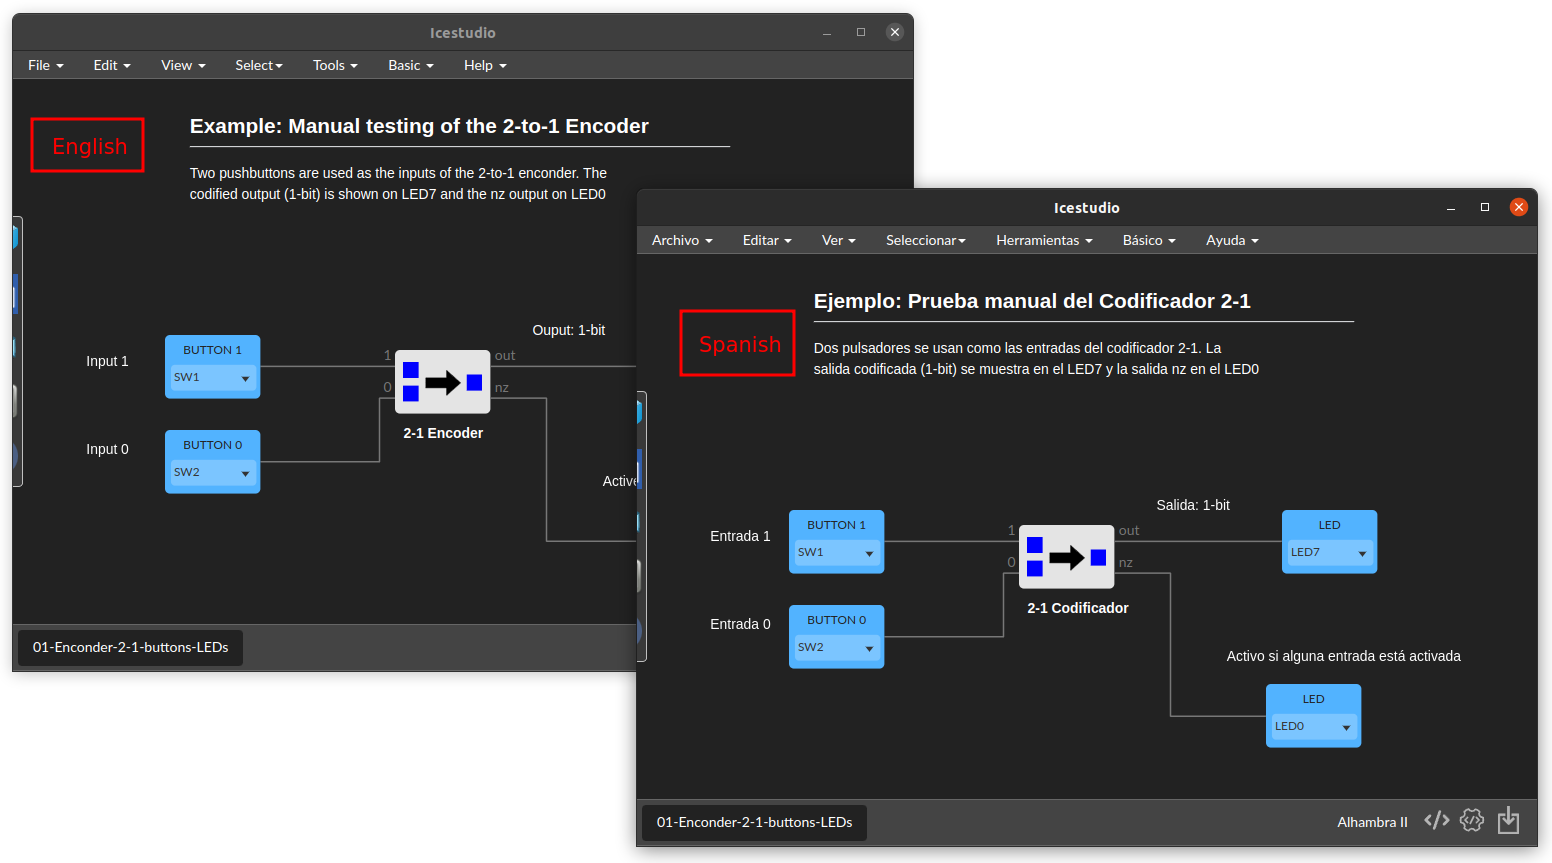 Icestudio
File Edit View Select Tools Basic Help
English
Example: Manual testing of the 2-to-1 Encoder
Two pushbuttons are used as the inputs of the 2-to-1 enconder. The
codified output (1-bit) is shown on LED7 and the nz output on LED0
Ouput: 1-bit
Input 1
BUTTON 1
SW1
1
0
out
nz
2-1 Encoder
Input 0
BUTTON 0
SW2
Active
01-Enconder-2-1-buttons-LEDs
Icestudio
Archivo Editar Ver Seleccionar Herramientas Básico Ayuda
Spanish
Ejemplo: Prueba manual del Codificador 2-1
Dos pulsadores se usan como las entradas del codificador 2-1. La
salida codificada (1-bit) se muestra en el LED7 y la salida nz en el LED0
Salida: 1-bit
Entrada 1
BUTTON 1
SW1
1
0
out
nz
2-1 Codificador
LED
LED7
Entrada 0
BUTTON 0
SW2
Activo si alguna entrada está activada
LED
LED0
01-Enconder-2-1-buttons-LEDs
Alhambra II